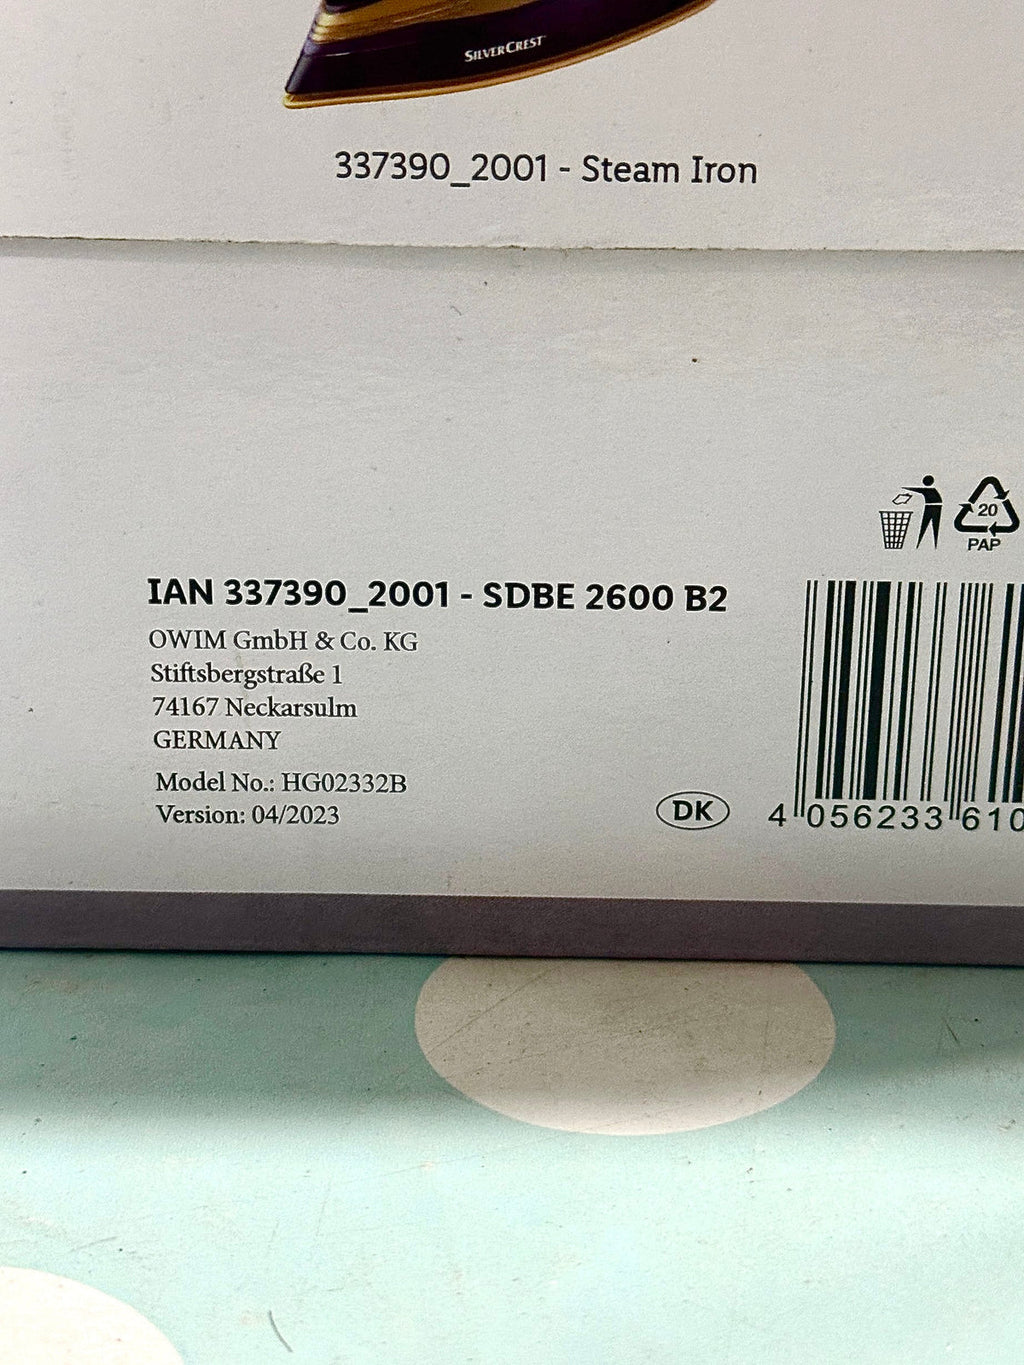 SILVERCREST
337390_2001 - Steam Iron
20
PAP
IAN 337390_2001 - SDBE 2600 B2
OWIM GmbH & Co. KG
Stiftsbergstraße 1
74167 Neckarsulm
GERMANY
Model No.: HG02332B
Version: 04/2023
DK
4 056233 610